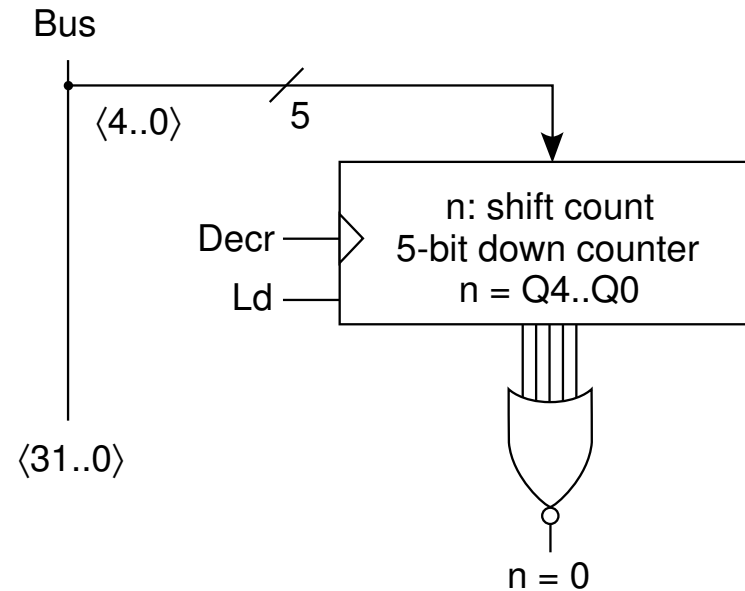 Bus
⟨4..0⟩
5
n: shift count
Decr
5-bit down counter
n = Q4..Q0
Ld
⟨31..0⟩
n = 0